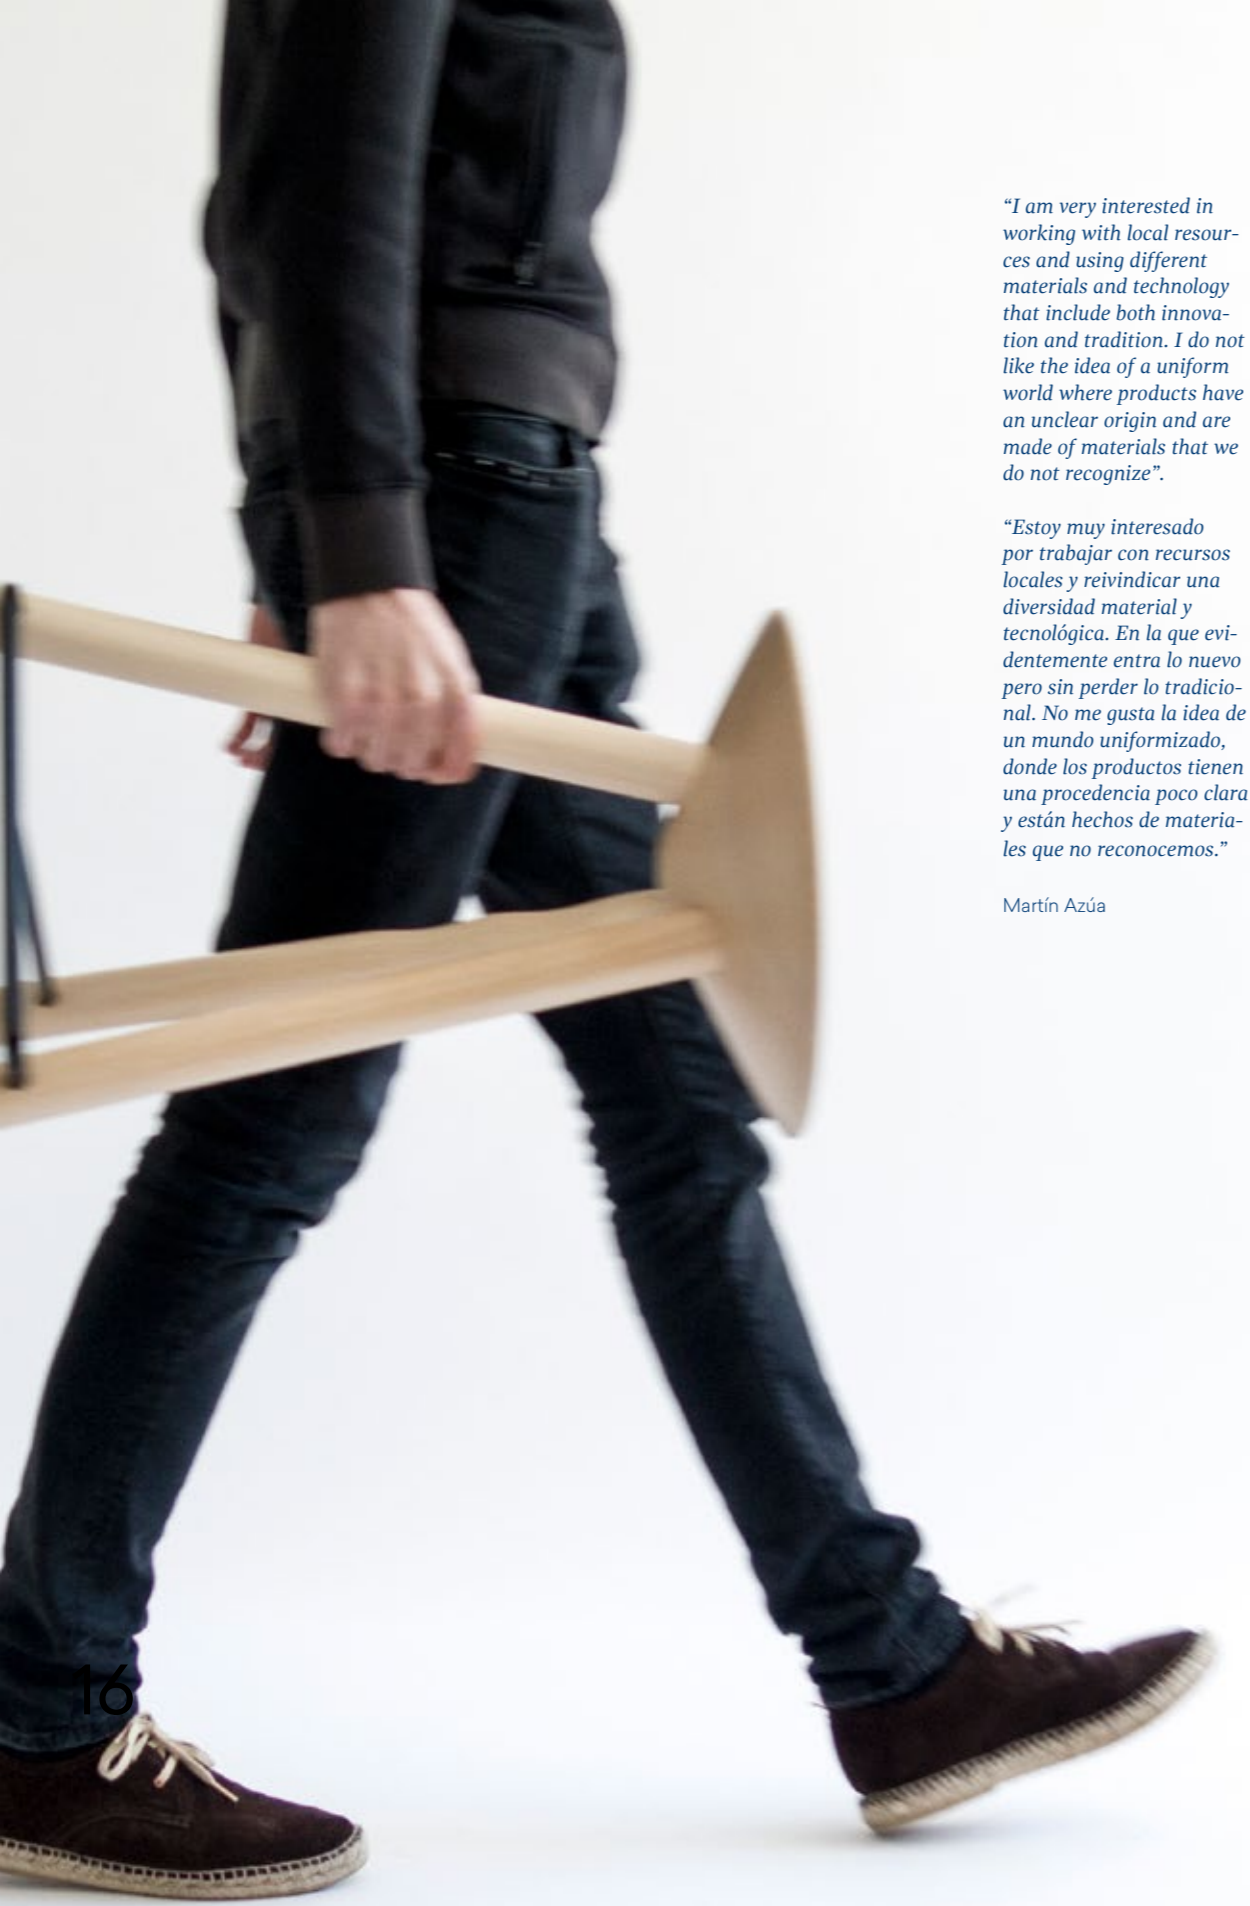 “I am very interested in
working with local resour-
ces and using different
materials and technology
that include both innova-
tion and tradition. I do not
like the idea of a uniform
world where products have
an unclear origin and are
made of materials that we
do not recognize”.
“Estoy muy interesado
por trabajar con recursos
locales y reivindicar una
diversidad material y
tecnológica. En la que evi-
dentemente entra lo nuevo
pero sin perder lo tradicio-
nal. No me gusta la idea de
un mundo uniformizado,
donde los productos tienen
una procedencia poco clara
y están hechos de materia-
les que no reconocemos.”
Martín Azúa
16